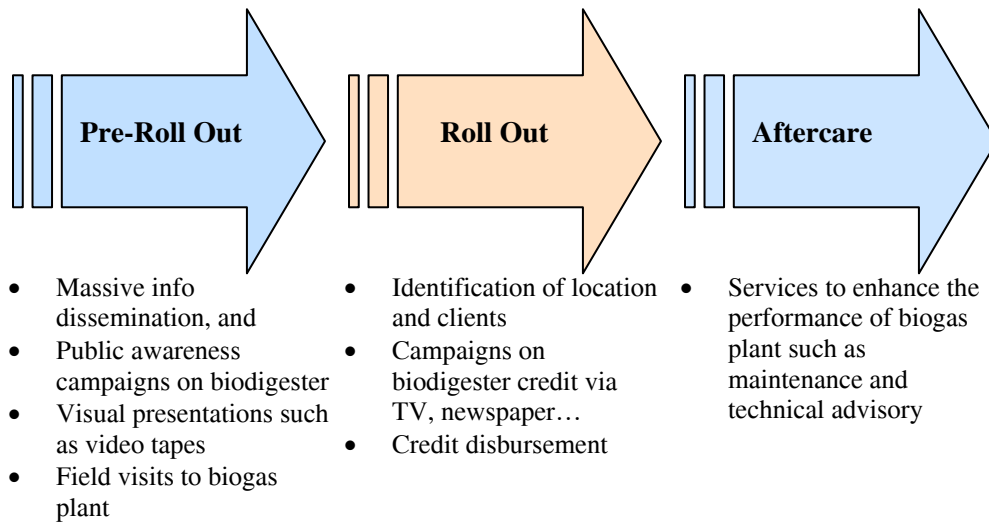 Pre-Roll Out
Roll Out
Aftercare
• Massive info
dissemination, and
• Public awareness
campaigns on biodigester
• Visual presentations such
as video tapes
• Field visits to biogas
plant
• Identification of location
and clients
• Campaigns on
biodigester credit via
TV, newspaper…
• Credit disbursement
• Services to enhance the
performance of biogas
plant such as
maintenance and
technical advisory